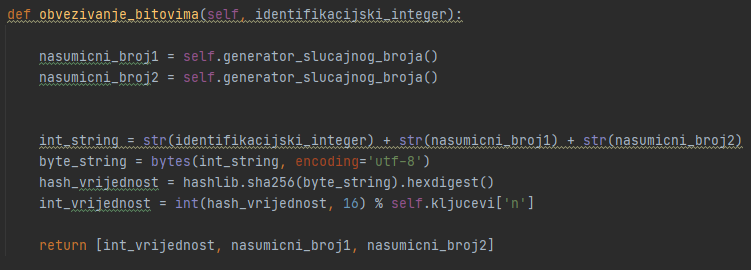 def obvezivanje_bitovima(self, identifikacijski_integer):
nasumicni_broj1 = self.generator_slucajnog_broja()
nasumicni_broj2 = self.generator_slucajnog_broja()
int_string = str(identifikacijski_integer) + str(nasumicni_broj1) + str(nasumicni_broj2)
byte_string = bytes(int_string, encoding='utf-8')
hash_vrijednost = hashlib.sha256(byte_string).hexdigest()
int_vrijednost = int(hash_vrijednost, 16) % self.kljucevi['n']
return [int_vrijednost, nasumicni_broj1, nasumicni_broj2]